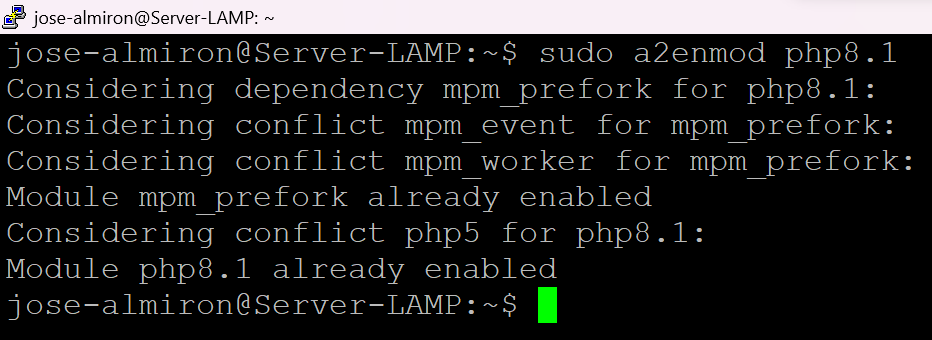 jose-almiron@Server-LAMP: ~
jose-almiron@Server-LAMP:~$ sudo a2enmod php8.1
Considering dependency mpm_prefork for php8.1:
Considering conflict mpm_event for mpm_prefork:
Considering conflict mpm_worker for mpm_prefork:
Module mpm_prefork already enabled
Considering conflict php5 for php8.1:
Module php8.1 already enabled
jose-almiron@Server-LAMP:~$